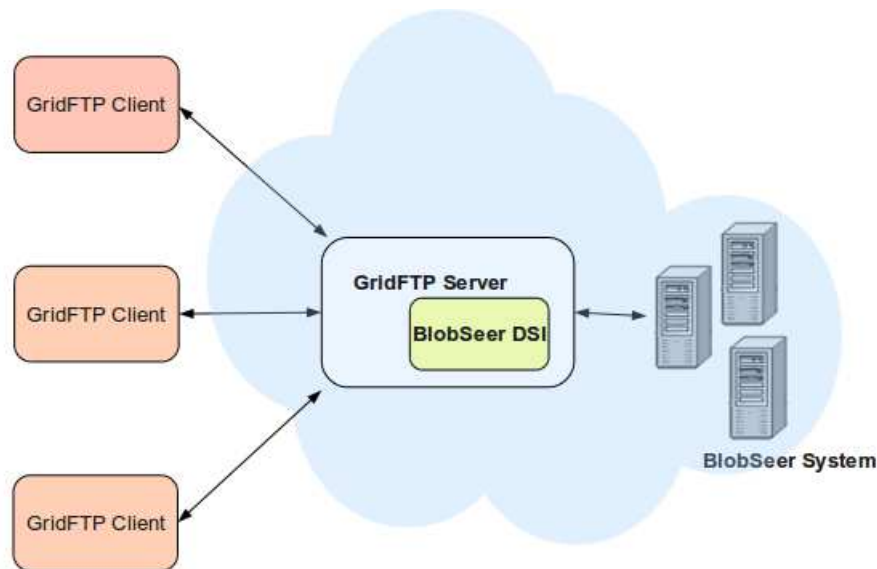 GridFTP Client
GridFTP Client
GridFTP Client
GridFTP Server
BlobSeer DSI
BlobSeer System